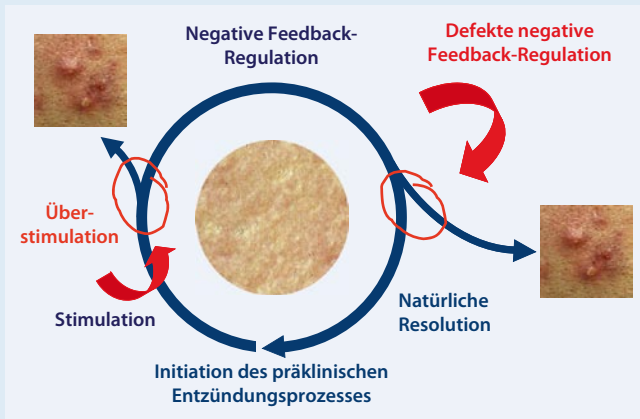 Negative Feedback-
Regulation
Defekte negative
Feedback-Regulation
Über-
stimulation
Stimulation
Natürliche
Resolution
Initiation des präklinischen
Entzündungsprozesses